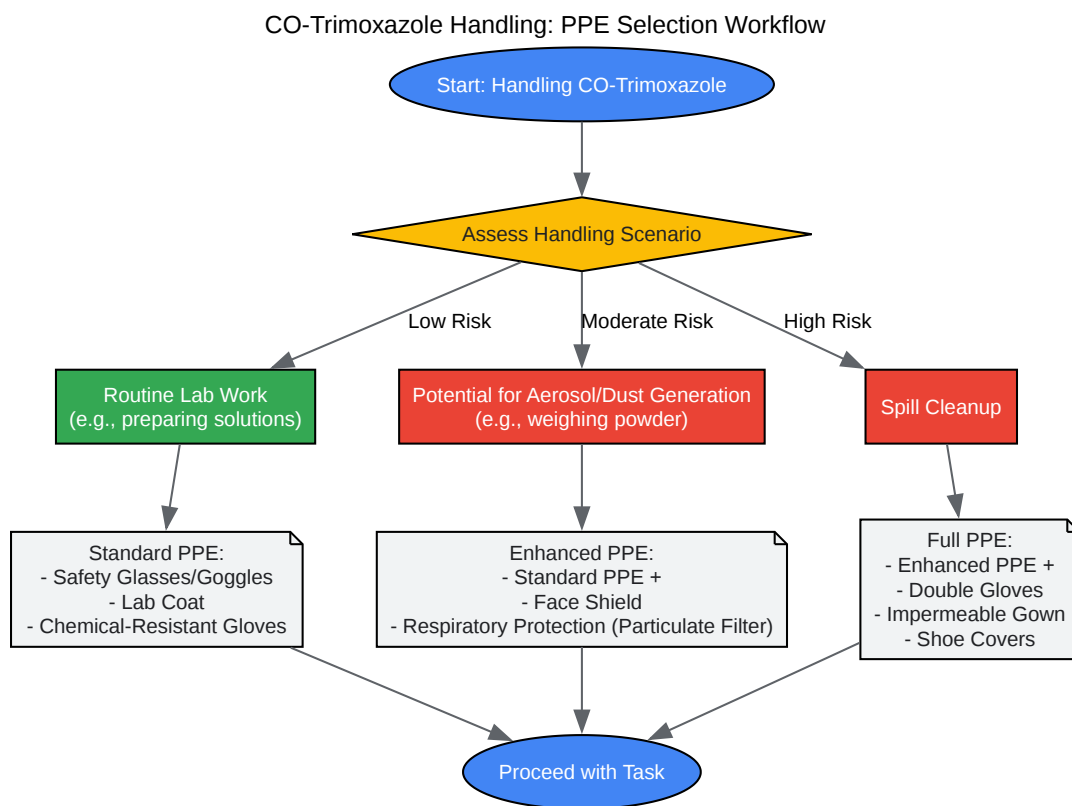 CO-Trimoxazole Handling: PPE Selection Workflow
Start: Handling CO-Trimoxazole
Assess Handling Scenario
Low Risk
Moderate Risk
High Risk
Routine Lab Work
(e.g., preparing solutions)
Potential for Aerosol/Dust Generation
(e.g., weighing powder)
Spill Cleanup
Standard PPE:
- Safety Glasses/Goggles
- Lab Coat
- Chemical-Resistant Gloves
Enhanced PPE:
- Standard PPE +
- Face Shield
- Respiratory Protection (Particulate Filter)
Full PPE:
- Enhanced PPE +
- Double Gloves
- Impermeable Gown
- Shoe Covers
Proceed with Task